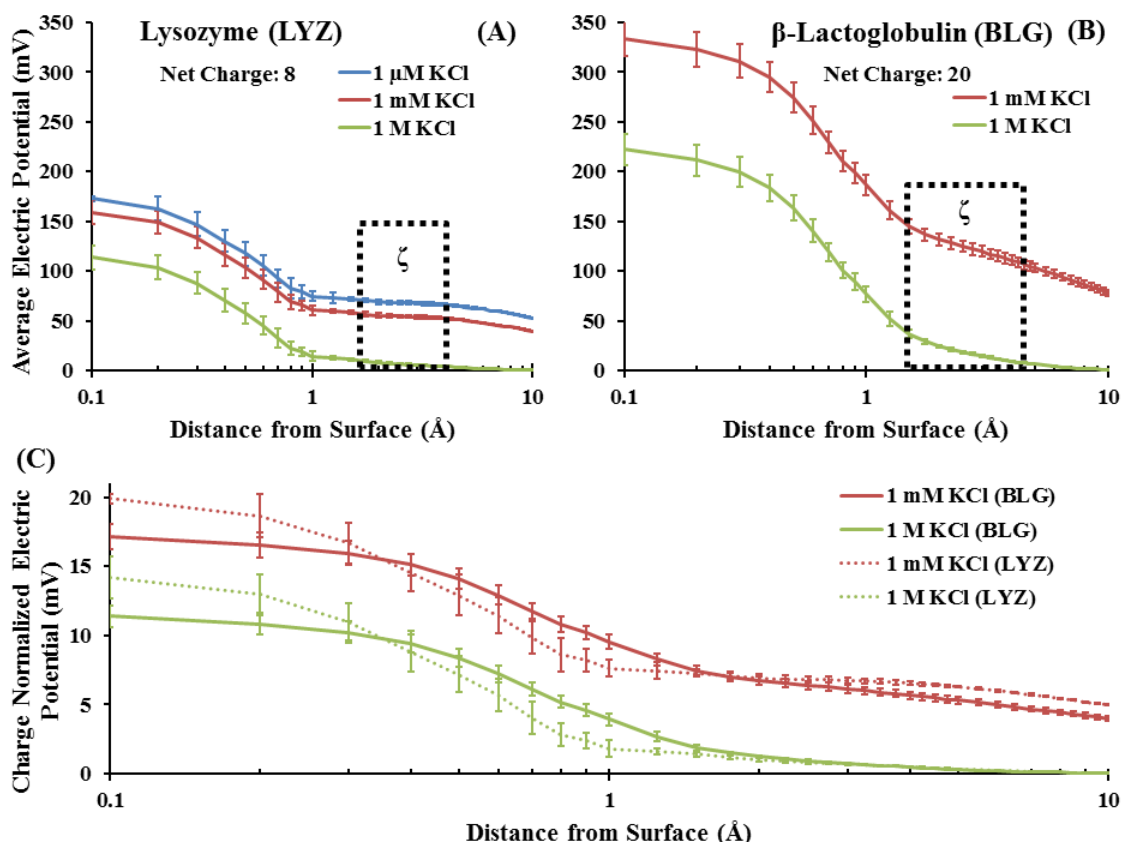 Lysozyme (LYZ)
(A)
Net Charge: 8
1 μM KCl
1 mM KCl
1 M KCl
ζ
Average Electric Potential (mV)
350
300
250
200
150
100
50
0
0.1
1
10
Distance from Surface (Å)
β-Lactoglobulin (BLG)
(B)
Net Charge: 20
1 mM KCl
1 M KCl
ζ
350
300
250
200
150
100
50
0
0.1
1
10
Distance from Surface (Å)
(C)
Charge Normalized Electric
Potential (mV)
20
15
10
5
0
1 mM KCl (BLG)
1 M KCl (BLG)
1 mM KCl (LYZ)
1 M KCl (LYZ)
0.1
1
10
Distance from Surface (Å)